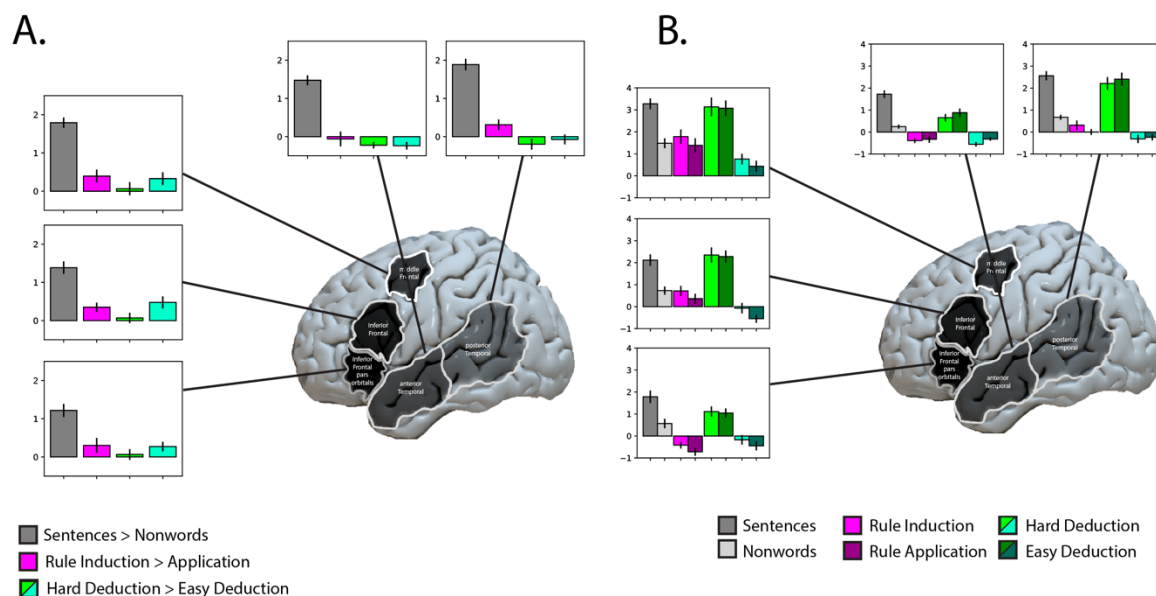 A.
B.
2
1
0
2
1
0
2
1
0
2
1
0
2
1
0
middle
Frontal
Inferior
Frontal
Inferior
Frontal
pars
orbitalis
anterior
Temporal
posterior
Temporal
Sentences > Nonwords
Rule Induction > Application
Hard Deduction > Easy Deduction
4
3
2
1
0
−1
4
3
2
1
0
−1
4
3
2
1
0
−1
4
3
2
1
0
−1
4
3
2
1
0
−1
middle
Frontal
Inferior
Frontal
Inferior
Frontal
pars
orbitalis
anterior
Temporal
posterior
Temporal
Sentences
Rule Induction
Hard Deduction
Nonwords
Rule Application
Easy Deduction